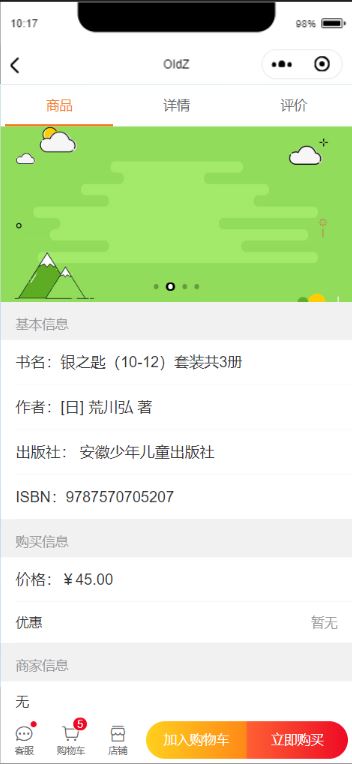 10:17
98%
OldZ
商品
详情
评价
基本信息
书名：银之匙（10-12）套装共3册
作者：[日] 荒川弘 著
出版社： 安徽少年儿童出版社
ISBN：9787570705207
购买信息
价格：￥45.00
优惠
暂无
商家信息
无
5
客服
购物车
店铺
加入购物车
立即购买